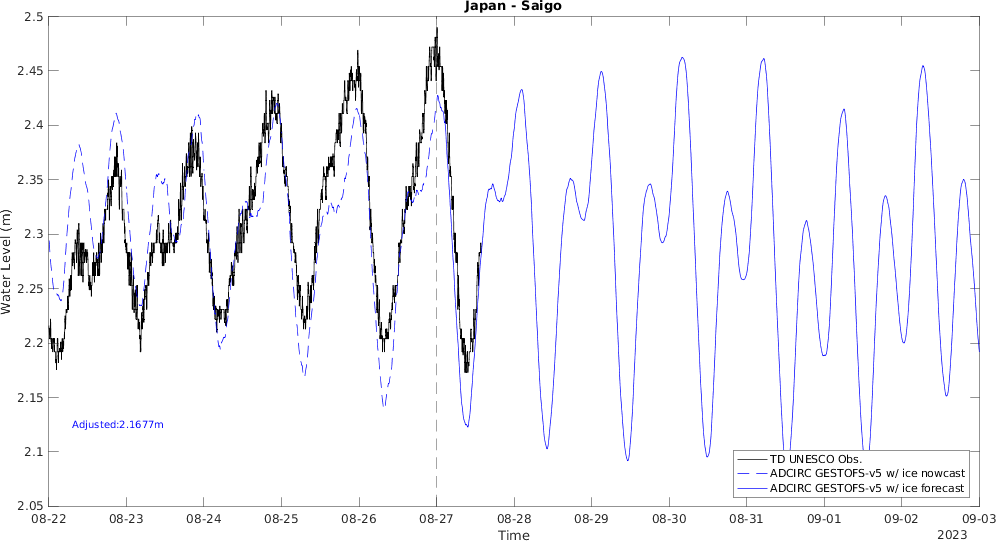 Japan - Saigo
2.5
2.45
2.4
2.35
2.3
2.25
2.2
2.15
2.1
2.05
Water Level (m)
Adjusted:2.1677m
TD UNESCO Obs.
ADCIRC GESTOFS-v5 w/ ice nowcast
ADCIRC GESTOFS-v5 w/ ice forecast
08-22 08-23 08-24 08-25 08-26 08-27 08-28 08-29 08-30 08-31 09-01 09-02 09-03
Time
2023